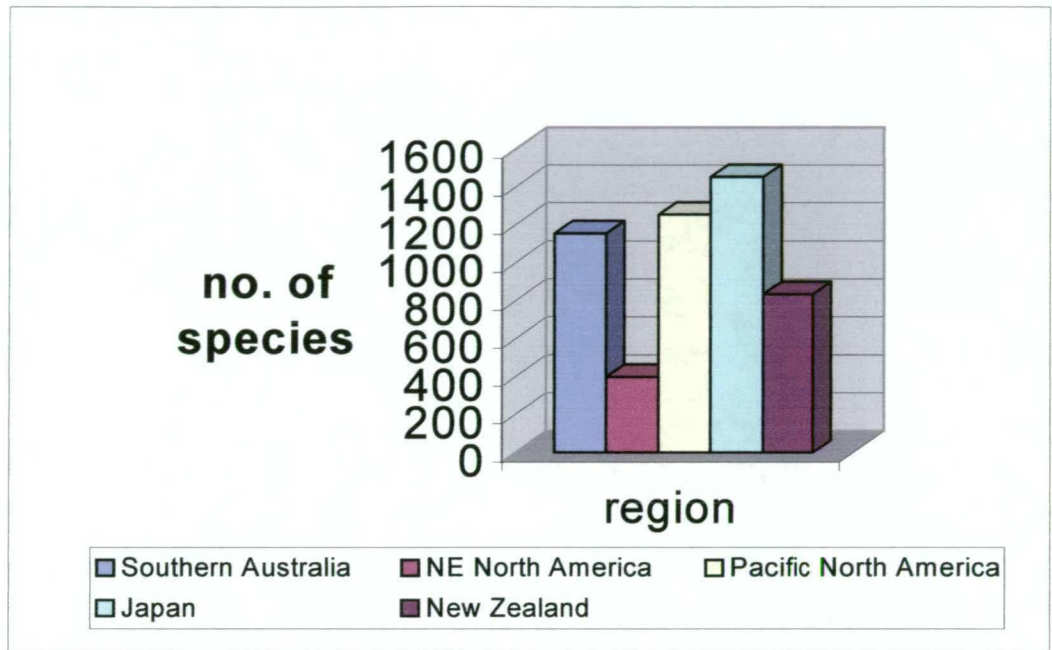 1600
1400
1200
1000
800
600
400
200
0
no. of
species
region
Southern Australia NE North America Pacific North America
Japan New Zealand